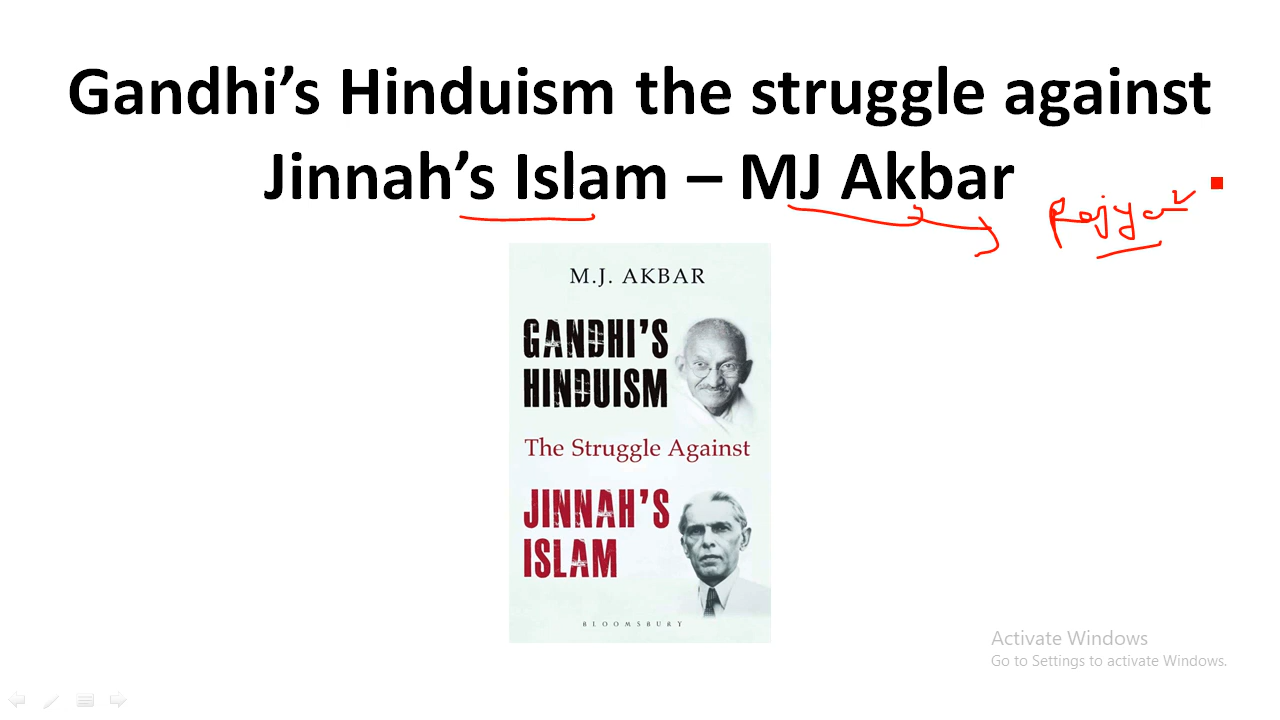 Gandhi’s Hinduism the struggle against
Jinnah’s Islam – MJ Akbar
Rajya
M.J. AKBAR
GANDHI’S
HINDUISM
The Struggle Against
JINNAH’S
ISLAM
BLOOMSBURY
Activate Windows
Go to Settings to activate Windows.